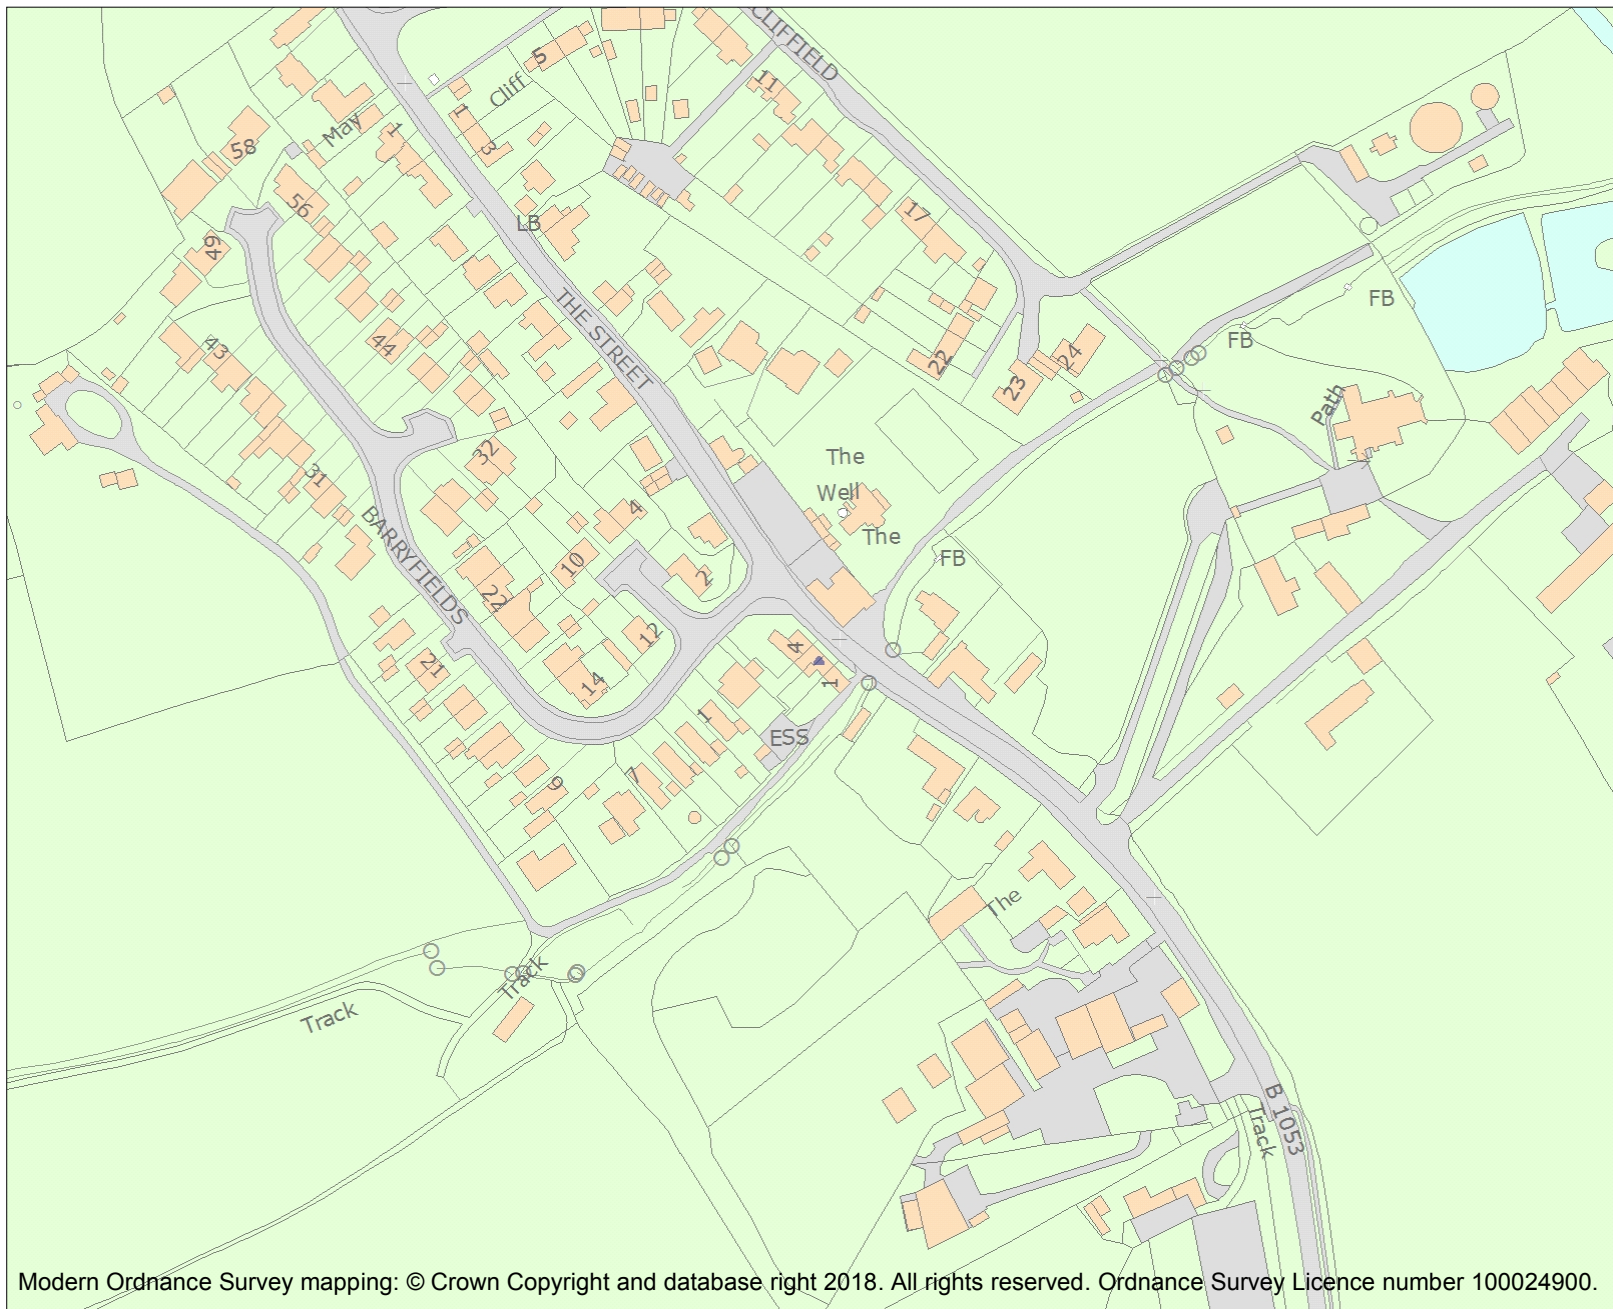 CLIFFIELD
5
Cliff
11
1
3
May
1
58
56
LB
17
49
THE STREET
FB
FB
44
43
22
24
23
Path
32
31
The
Well
4
The
BARRYFIELDS
FB
10
2
22
12
4
21
14
1
1
ESS
7
9
The
Track
Track
B 1053
Track
Modern Ordnance Survey mapping: © Crown Copyright and database right 2018. All rights reserved. Ordnance Survey Licence number 100024900.